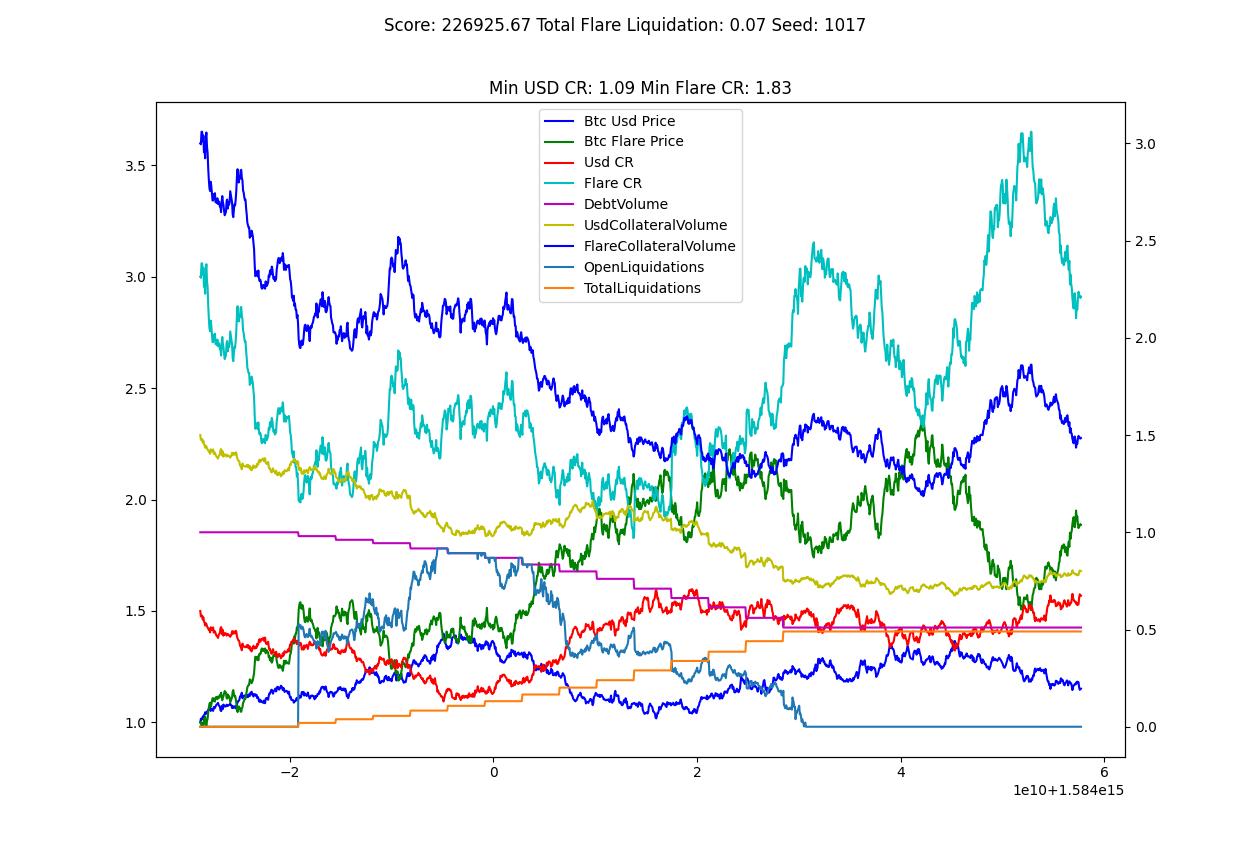 Score: 226925.67 Total Flare Liquidation: 0.07 Seed: 1017
Min USD CR: 1.09 Min Flare CR: 1.83
Btc Usd Price
Btc Flare Price
Usd CR
Flare CR
DebtVolume
UsdCollateralVolume
FlareCollateralVolume
OpenLiquidations
TotalLiquidations
3.5
3.0
2.5
2.0
1.5
1.0
3.0
2.5
2.0
1.5
1.0
0.5
0.0
−2 0 2 4 6
1e10+1.584e15